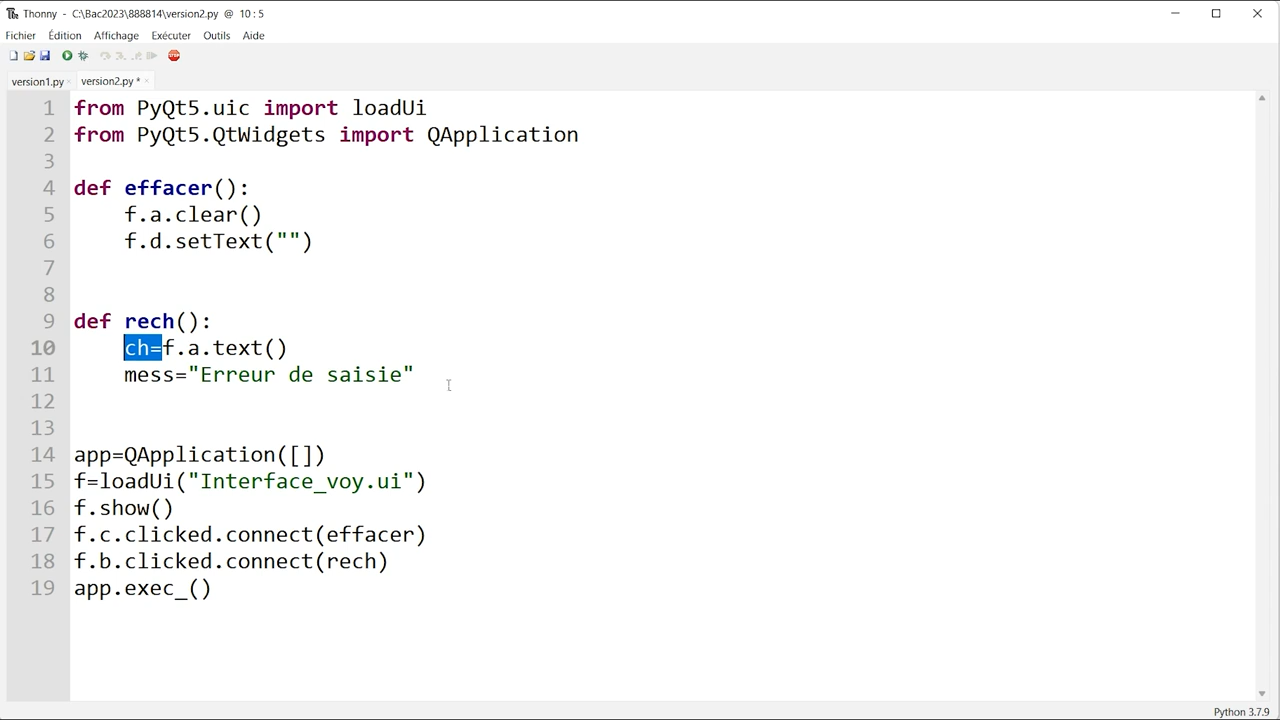 Thonny - C:\Bac2023\888814\version2.py @ 10 : 5
Fichier Édition Affichage Exécuter Outils Aide
STOP
version1.py × version2.py * ×
1 from PyQt5.uic import loadUi
2 from PyQt5.QtWidgets import QApplication
3
4 def effacer():
5     f.a.clear()
6     f.d.setText("")
7
8
9 def rech():
10     ch=f.a.text()
11     mess="Erreur de saisie"
12
13
14 app=QApplication([])
15 f=loadUi("Interface_voy.ui")
16 f.show()
17 f.c.clicked.connect(effacer)
18 f.b.clicked.connect(rech)
19 app.exec_()
Python 3.7.9